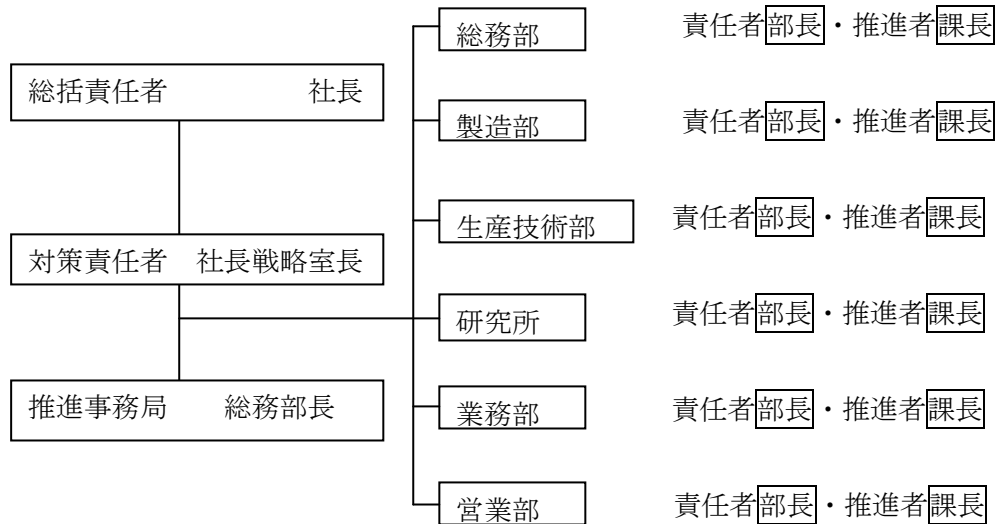 総括責任者 社長
対策責任者 社長戦略室長
推進事務局 総務部長
総務部 責任者部長・推進者課長
製造部 責任者部長・推進者課長
生産技術部 責任者部長・推進者課長
研究所 責任者部長・推進者課長
業務部 責任者部長・推進者課長
営業部 責任者部長・推進者課長